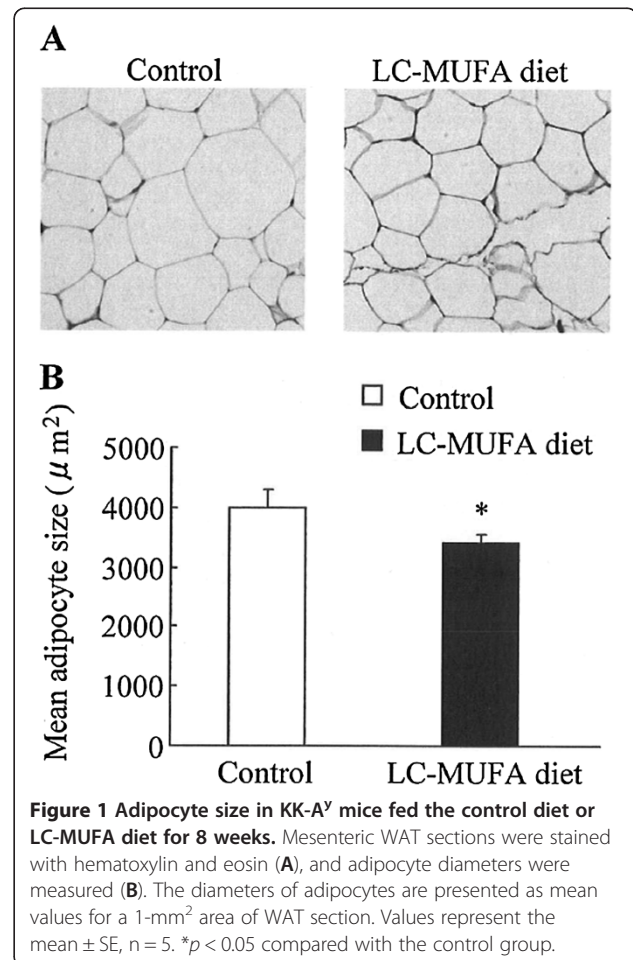 A
Control LC-MUFA diet
B
Control
LC-MUFA diet
Mean adipocyte size (μm²)
5000
4000
3000
2000
1000
0
*
Control LC-MUFA diet
Figure 1 Adipocyte size in KK-Aʸ mice fed the control diet or
LC-MUFA diet for 8 weeks. Mesenteric WAT sections were stained
with hematoxylin and eosin (A), and adipocyte diameters were
measured (B). The diameters of adipocytes are presented as mean
values for a 1-mm² area of WAT section. Values represent the
mean ± SE, n = 5. *p < 0.05 compared with the control group.